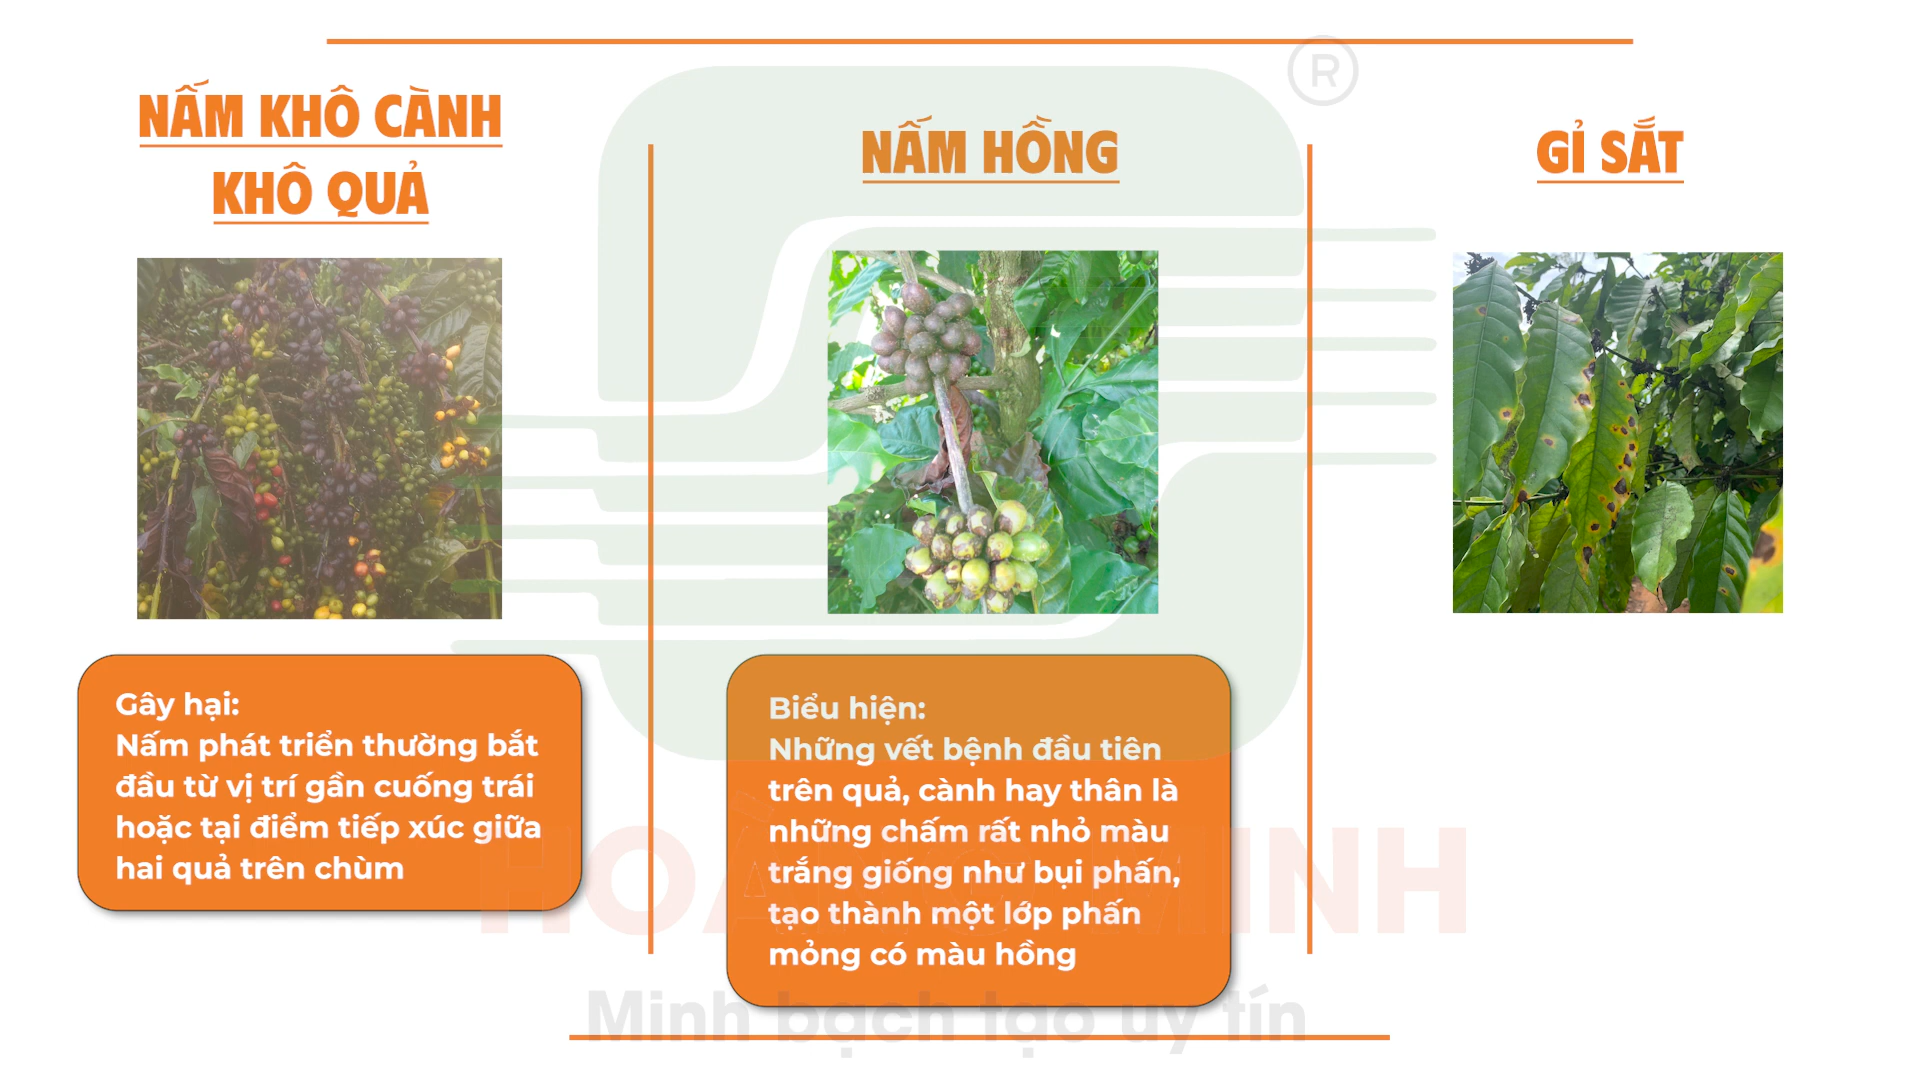 NẤM KHÔ CÀNH
KHÔ QUẢ
NẤM HỒNG
GỈ SẮT
®
Gây hại:
Nấm phát triển thường bắt
đầu từ vị trí gần cuống trái
hoặc tại điểm tiếp xúc giữa
hai quả trên chùm
Biểu hiện:
Những vết bệnh đầu tiên
trên quả, cành hay thân là
những chấm rất nhỏ màu
trắng giống như bụi phấn,
tạo thành một lớp phấn
mỏng có màu hồng
HOÀNG MINH
Minh bạch tạo uy tín